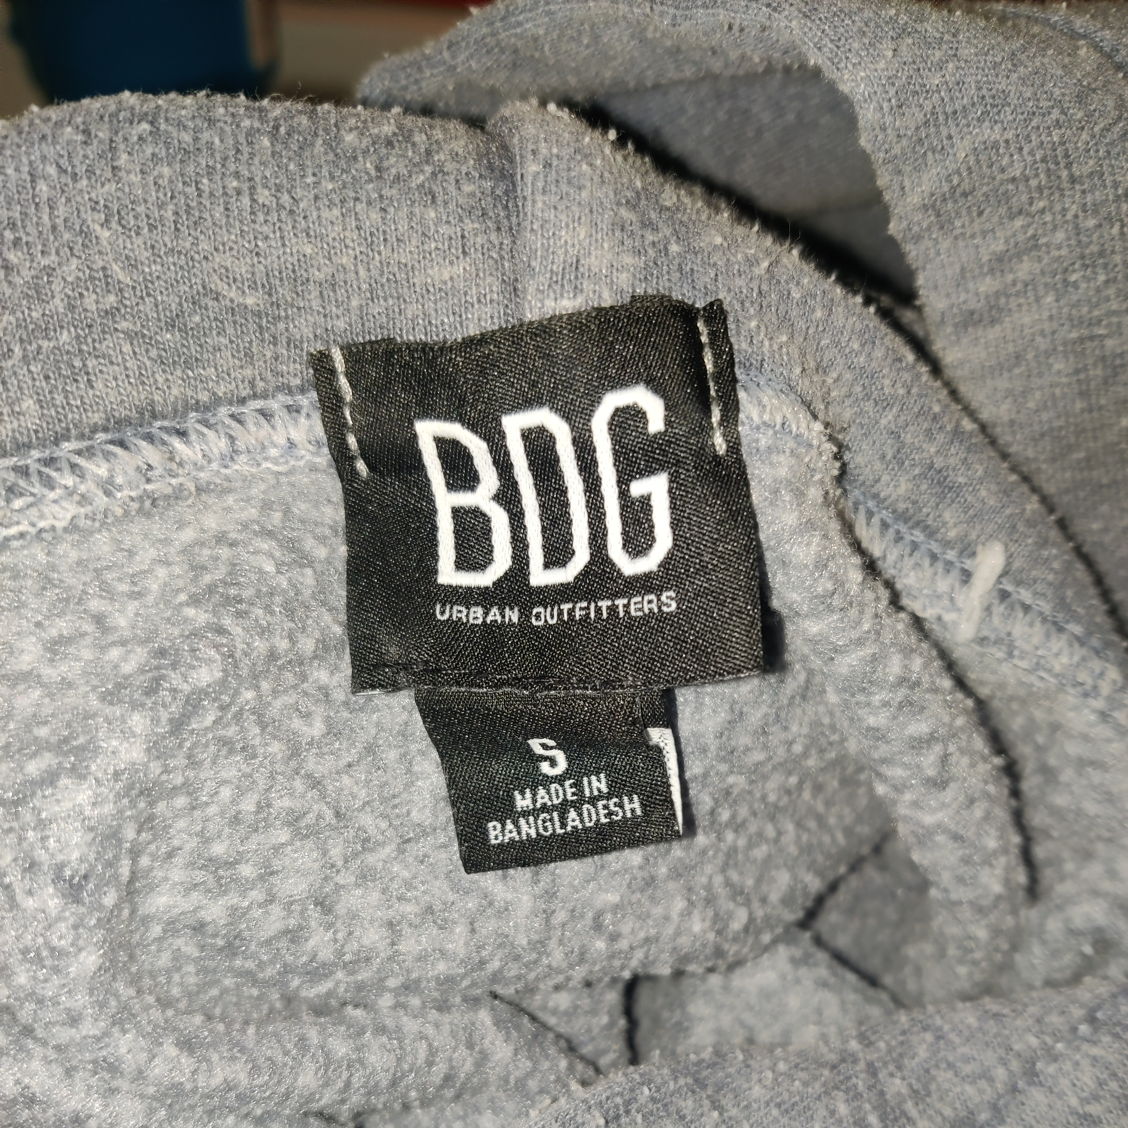 BDG
URBAN OUTFITTERS
S
MADE IN
BANGLADESH